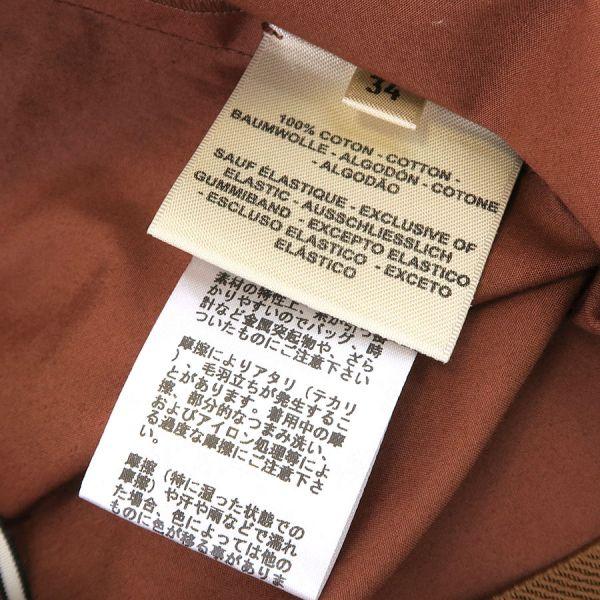 34
100% COTON - COTTON -
BAUMWOLLE - ALGODÓN - COTONE
- ALGODÃO
SAUF ÉLASTIQUE - EXCLUSIVE OF
ELASTIC - AUSSCHLIESSLICH
GUMMIBAND - EXCEPTO ELASTICO
- ESCLUSO ELASTICO - EXCETO
ELÁSTICO
素材の特性上、糸が引っ掛
かりやすいのでバッグ、時
計など金属突起物や、ざら
ついたものにご注意下さい
摩擦によりアタリ（テカリ
）、毛羽立ちが発生するこ
とがあります。着用中の摩
擦、部分的なつまみ洗い、
およびアイロン処理等によ
る過度な摩擦にご注意下さ
い。
摩擦（特に湿った状態での
摩擦）や汗や雨などで濡れ
た場合、色によっては他の
ものに色が移る事がありま